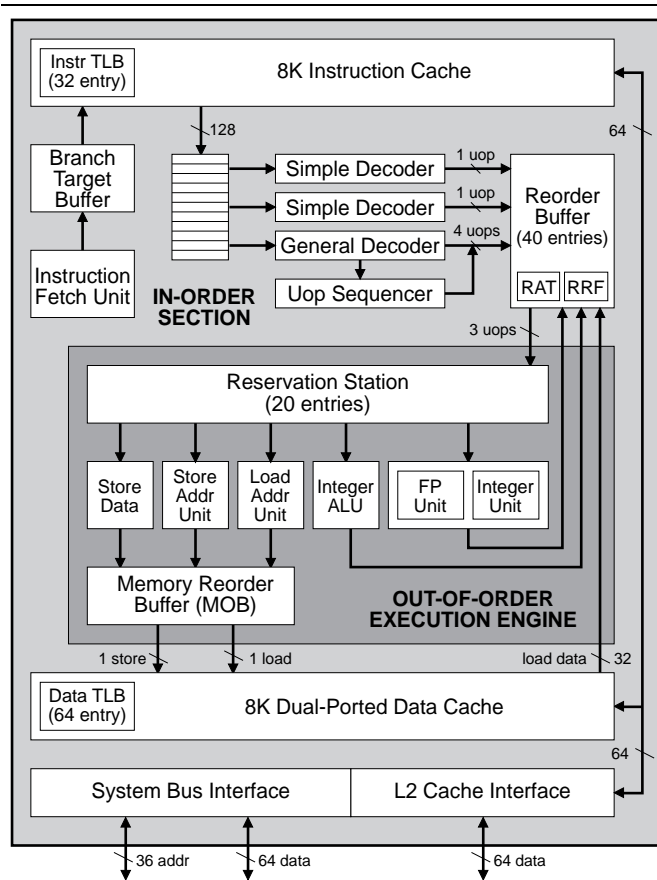 Instr TLB
(32 entry)
8K Instruction Cache
128
64
Branch
Target
Buffer
Instruction
Fetch Unit
Simple Decoder
1 uop
Simple Decoder
1 uop
General Decoder
4 uops
Uop Sequencer
Reorder
Buffer
(40 entries)
RAT
RRF
IN-ORDER
SECTION
3 uops
Reservation Station
(20 entries)
Store
Data
Store
Addr
Unit
Load
Addr
Unit
Integer
ALU
FP
Unit
Integer
Unit
Memory Reorder
Buffer (MOB)
OUT-OF-ORDER
EXECUTION ENGINE
1 store
1 load
load data
32
Data TLB
(64 entry)
8K Dual-Ported Data Cache
64
System Bus Interface
L2 Cache Interface
36 addr
64 data
64 data